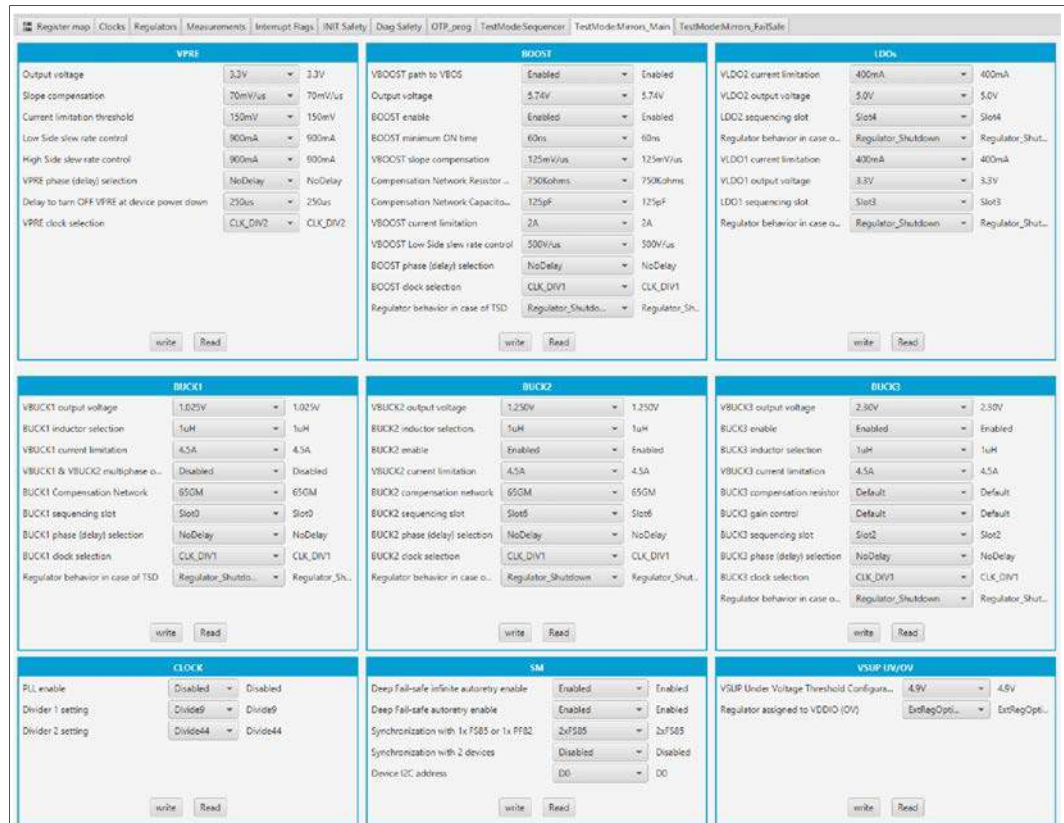 Register map Clocks Regulators Measurements Interrupt Flags INIT Safety Diag Safety OTP_prog TestMode:Sequencer TestMode:Mirrors_Main TestMode:Mirrors_FailSafe
VPRE
Output voltage 3.3V 3.3V
Slope compensation 70mV/us 70mV/us
Current limitation threshold 150mV 150mV
Low Side slew rate control 900mA 900mA
High Side slew rate control 900mA 900mA
VPRE phase (delay) selection NoDelay NoDelay
Delay to turn OFF VPRE at device power down 250us 250us
VPRE clock selection CLK_DIV2 CLK_DIV2
write Read
BOOST
VBOOST path to VBOS Enabled Enabled
Output voltage 5.74V 5.74V
BOOST enable Enabled Enabled
BOOST minimum ON time 60ns 60ns
VBOOST slope compensation 125mV/us 125mV/us
Compensation Network Resistor ... 750Kohms 750Kohms
Compensation Network Capacito... 125pF 125pF
VBOOST current limitation 2A 2A
VBOOST Low Side slew rate control 500V/us 500V/us
BOOST phase (delay) selection NoDelay NoDelay
BOOST clock selection CLK_DIV1 CLK_DIV1
Regulator behavior in case of TSD Regulator_Shutdo... Regulator_Sh...
write Read
LDOs
VLDO2 current limitation 400mA 400mA
VLDO2 output voltage 5.0V 5.0V
LDO2 sequencing slot Slot4 Slot4
Regulator behavior in case o... Regulator_Shutdown Regulator_Shut...
VLDO1 current limitation 400mA 400mA
VLDO1 output voltage 3.3V 3.3V
LDO1 sequencing slot Slot3 Slot3
Regulator behavior in case o... Regulator_Shutdown Regulator_Shut...
write Read
BUCK1
VBUCK1 output voltage 1.025V 1.025V
BUCK1 inductor selection 1uH 1uH
VBUCK1 current limitation 4.5A 4.5A
VBUCK1 & VBUCK2 multiphase o... Disabled Disabled
BUCK1 Compensation Network 65GM 65GM
BUCK1 sequencing slot Slot0 Slot0
BUCK1 phase (delay) selection NoDelay NoDelay
BUCK1 clock selection CLK_DIV1 CLK_DIV1
Regulator behavior in case of TSD Regulator_Shutdo... Regulator_Sh...
write Read
BUCK2
VBUCK2 output voltage 1.250V 1.250V
BUCK2 inductor selection. 1uH 1uH
BUCK2 enable Enabled Enabled
VBUCK2 current limitation 4.5A 4.5A
BUCK2 compensation network 65GM 65GM
BUCK2 sequencing slot Slot6 Slot6
BUCK2 phase (delay) selection NoDelay NoDelay
BUCK2 clock selection CLK_DIV1 CLK_DIV1
Regulator behavior in case o... Regulator_Shutdown Regulator_Shut...
write Read
BUCK3
VBUCK3 output voltage 2.30V 2.30V
BUCK3 enable Enabled Enabled
BUCK3 inductor selection 1uH 1uH
VBUCK3 current limitation 4.5A 4.5A
BUCK3 compensation resistor Default Default
BUCK3 gain control Default Default
BUCK3 sequencing slot Slot2 Slot2
BUCK3 phase (delay) selection NoDelay NoDelay
BUCK3 clock selection CLK_DIV1 CLK_DIV1
Regulator behavior in case o... Regulator_Shutdown Regulator_Shut...
write Read
CLOCK
PLL enable Disabled Disabled
Divider 1 setting Divide9 Divide9
Divider 2 setting Divide44 Divide44
write Read
SM
Deep Fail-safe infinite autoretry enable Enabled Enabled
Deep Fail-safe autoretry enable Enabled Enabled
Synchronization with 1x FS85 or 1x PF82 2xFS85 2xFS85
Synchronization with 2 devices Disabled Disabled
Device I2C address D0 D0
write Read
VSUP UV/OV
VSUP Under Voltage Threshold Configura... 4.9V 4.9V
Regulator assigned to VDDIO (OV) ExtRegOpti... ExtRegOpti...
write Read